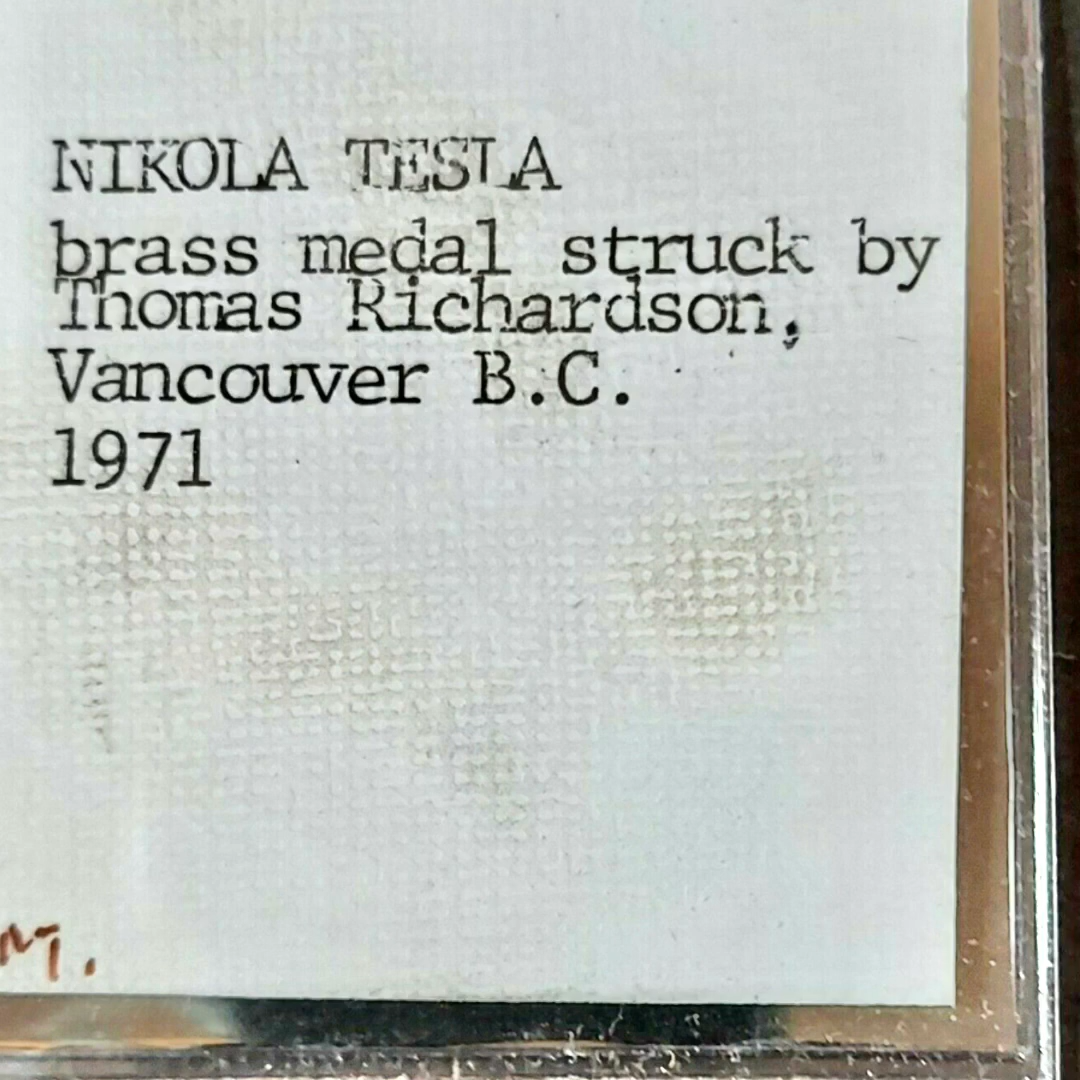 NIKOLA TESLA
brass medal struck by
Thomas Richardson,
Vancouver B.C.
1971